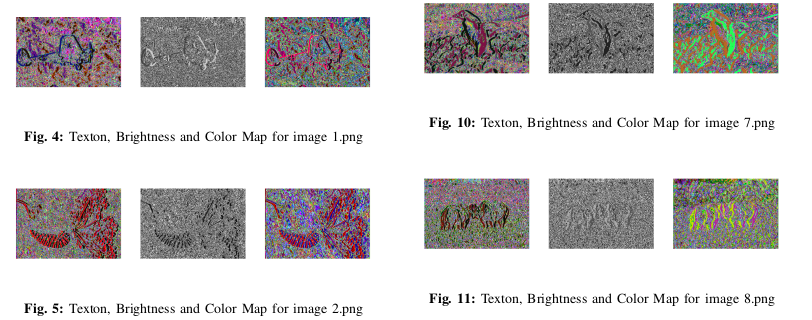 Fig. 4: Texton, Brightness and Color Map for image 1.png
Fig. 5: Texton, Brightness and Color Map for image 2.png
Fig. 10: Texton, Brightness and Color Map for image 7.png
Fig. 11: Texton, Brightness and Color Map for image 8.png